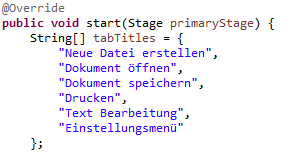 @Override
public void start(Stage primaryStage) {
String[] tabTitles = {
"Neue Datei erstellen",
"Dokument öffnen",
"Dokument speichern",
"Drucken",
"Text Bearbeitung",
"Einstellungsmenü"
};